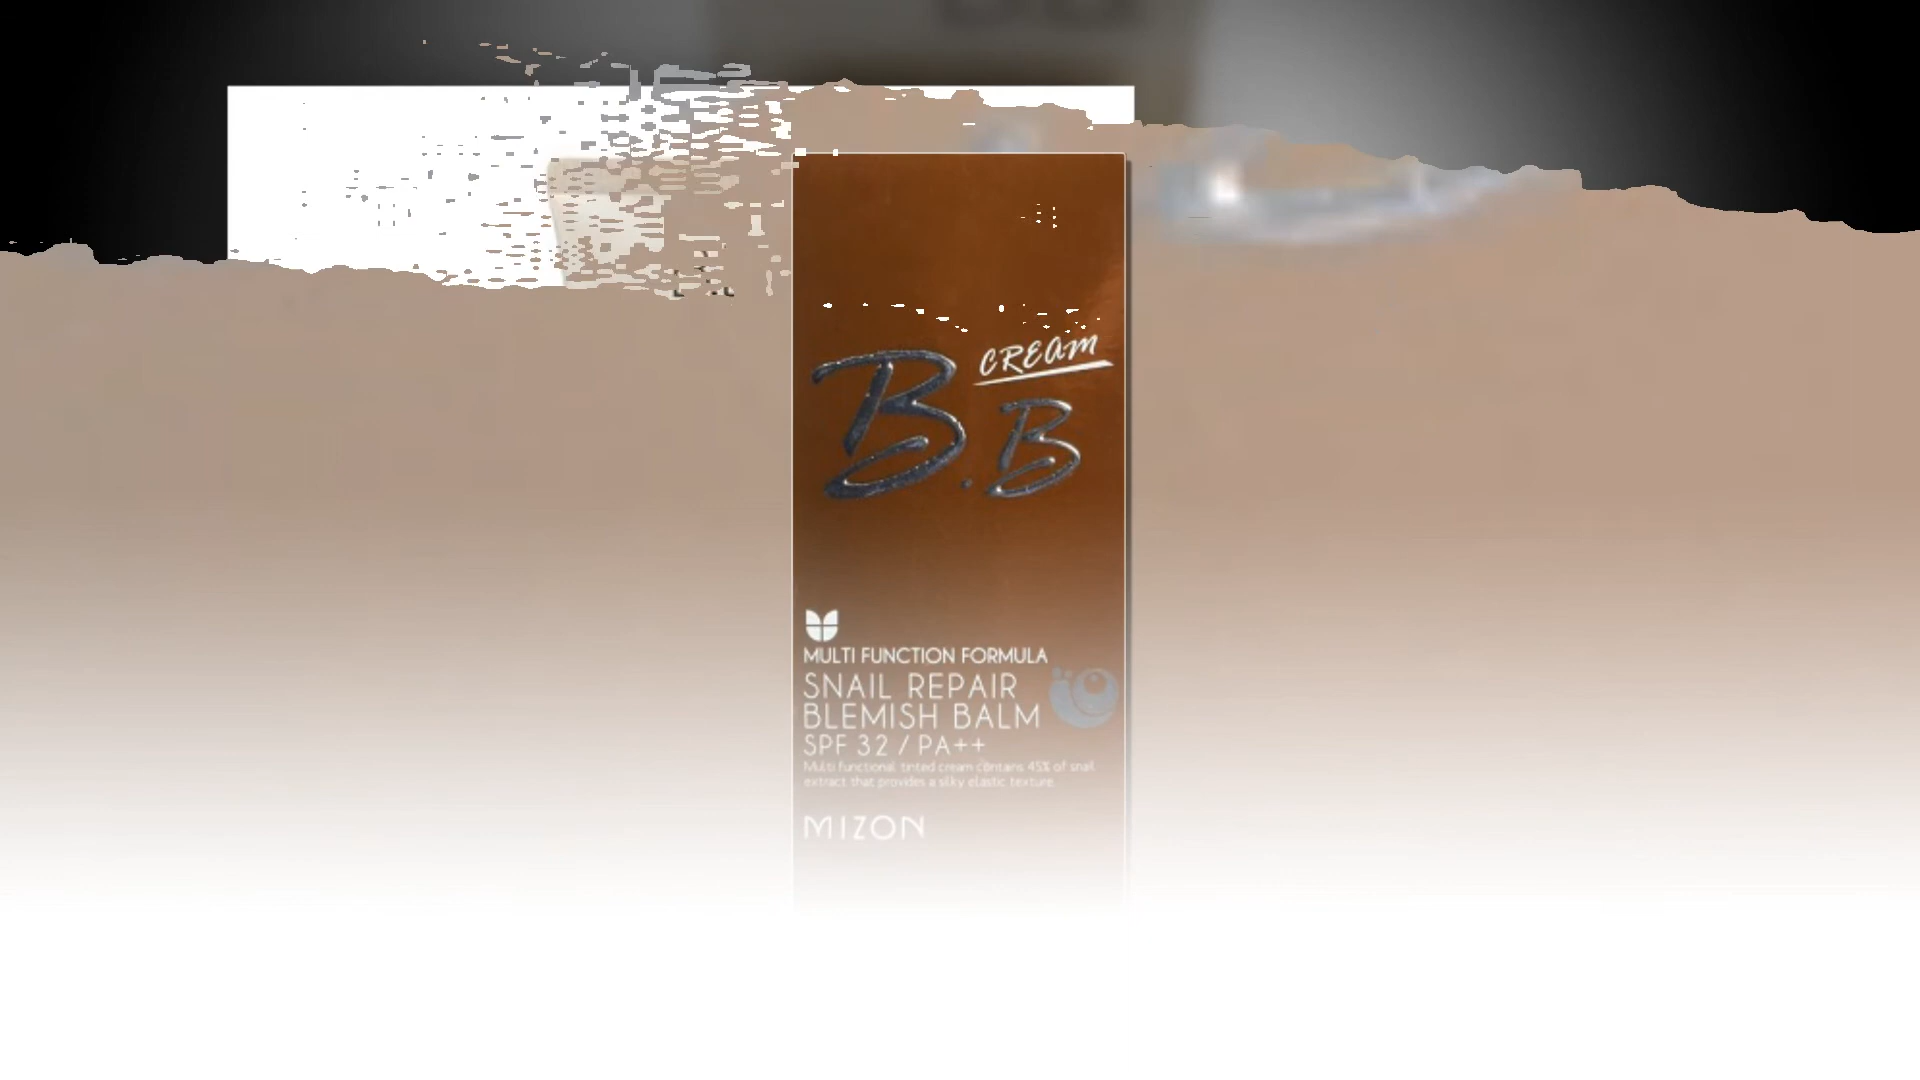 CREAM
B.B
MULTI FUNCTION FORMULA
SNAIL REPAIR
BLEMISH BALM
SPF 32 / PA++
Multi functional tinted cream contains 45% of snail
extract that provides a silky elastic texture
MIZON